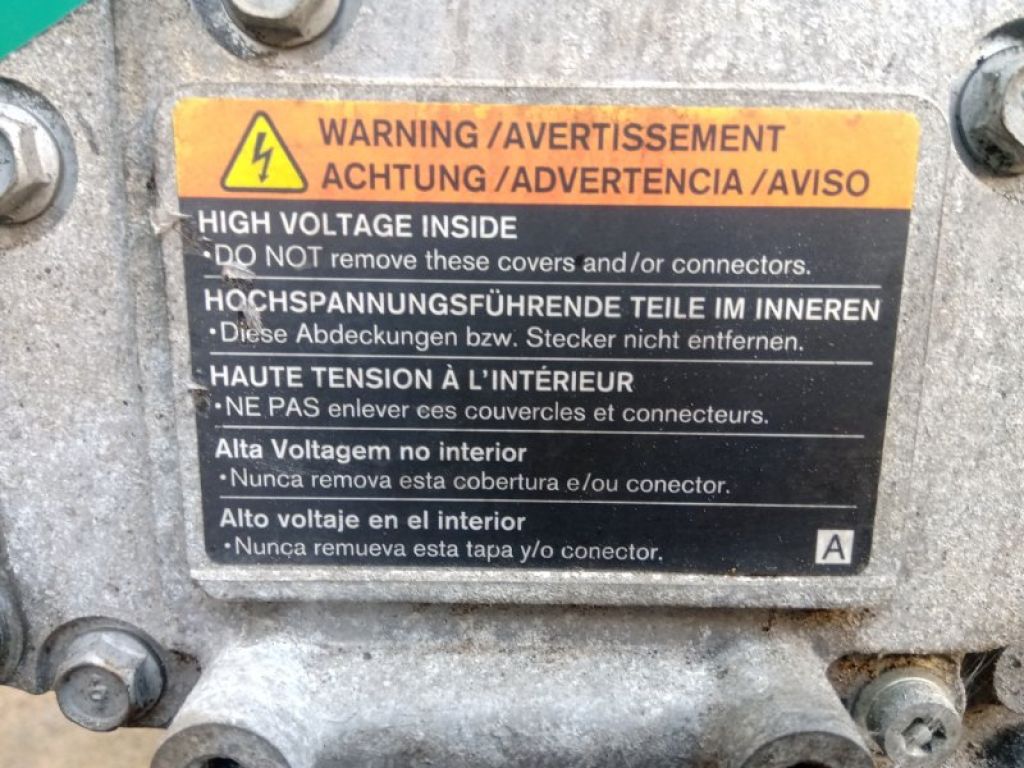 WARNING /AVERTISSEMENT
ACHTUNG /ADVERTENCIA /AVISO
HIGH VOLTAGE INSIDE
•DO NOT remove these covers and/or connectors.
HOCHSPANNUNGSFÜHRENDE TEILE IM INNEREN
•Diese Abdeckungen bzw. Stecker nicht entfernen.
HAUTE TENSION À L'INTÉRIEUR
•NE PAS enlever ces couvercles et connecteurs.
Alta Voltagem no interior
•Nunca remova esta cobertura e/ou conector.
Alto voltaje en el interior
•Nunca remueva esta tapa y/o conector.
A